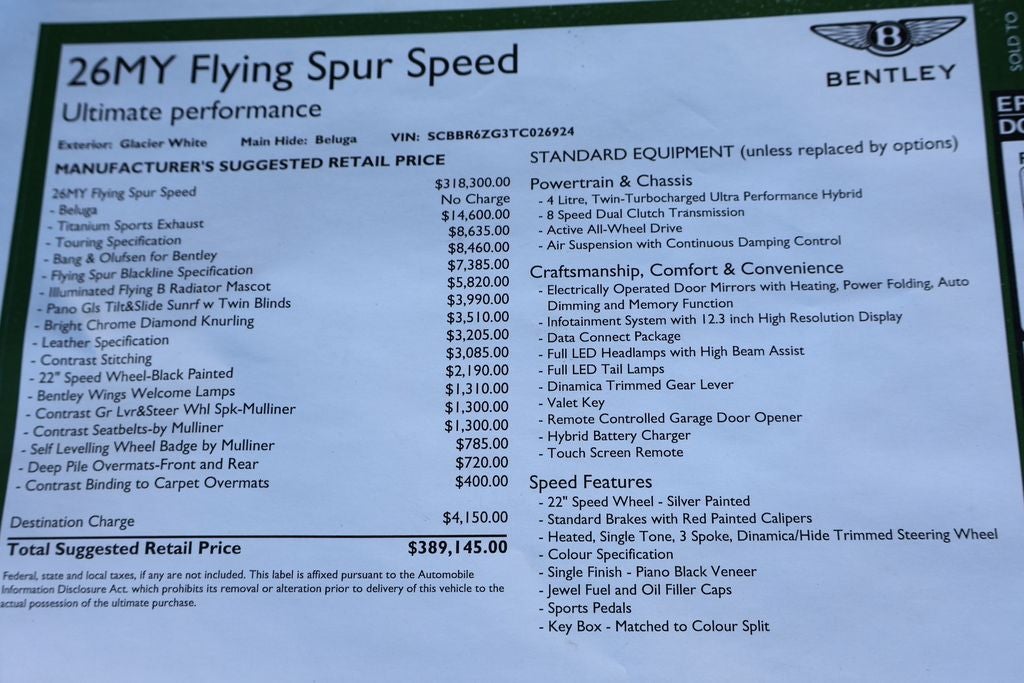 26MY Flying Spur Speed
Ultimate performance
BENTLEY
B
Exterior: Glacier White Main Hide: Beluga VIN: SCBBR6ZG3TC026924
MANUFACTURER'S SUGGESTED RETAIL PRICE
26MY Flying Spur Speed $318,300.00
- Beluga No Charge
- Titanium Sports Exhaust $14,600.00
- Touring Specification $8,635.00
- Bang & Olufsen for Bentley $8,460.00
- Flying Spur Blackline Specification $7,385.00
- Illuminated Flying B Radiator Mascot $5,820.00
- Pano Gls Tilt&Slide Sunrf w Twin Blinds $3,990.00
- Bright Chrome Diamond Knurling $3,510.00
- Leather Specification $3,205.00
- Contrast Stitching $3,085.00
- 22" Speed Wheel-Black Painted $2,190.00
- Bentley Wings Welcome Lamps $1,310.00
- Contrast Gr Lvr&Steer Whl Spk-Mulliner $1,300.00
- Contrast Seatbelts-by Mulliner $1,300.00
- Self Levelling Wheel Badge by Mulliner $785.00
- Deep Pile Overmats-Front and Rear $720.00
- Contrast Binding to Carpet Overmats $400.00
Destination Charge $4,150.00
Total Suggested Retail Price $389,145.00
Federal, state and local taxes, if any are not included. This label is affixed pursuant to the Automobile
Information Disclosure Act. which prohibits its removal or alteration prior to delivery of this vehicle to the
actual possession of the ultimate purchase.
STANDARD EQUIPMENT (unless replaced by options)
Powertrain & Chassis
- 4 Litre, Twin-Turbocharged Ultra Performance Hybrid
- 8 Speed Dual Clutch Transmission
- Active All-Wheel Drive
- Air Suspension with Continuous Damping Control
Craftsmanship, Comfort & Convenience
- Electrically Operated Door Mirrors with Heating, Power Folding, Auto
Dimming and Memory Function
- Infotainment System with 12.3 inch High Resolution Display
- Data Connect Package
- Full LED Headlamps with High Beam Assist
- Full LED Tail Lamps
- Dinamica Trimmed Gear Lever
- Valet Key
- Remote Controlled Garage Door Opener
- Hybrid Battery Charger
- Touch Screen Remote
Speed Features
- 22" Speed Wheel - Silver Painted
- Standard Brakes with Red Painted Calipers
- Heated, Single Tone, 3 Spoke, Dinamica/Hide Trimmed Steering Wheel
- Colour Specification
- Single Finish - Piano Black Veneer
- Jewel Fuel and Oil Filler Caps
- Sports Pedals
- Key Box - Matched to Colour Split
SOLD TO